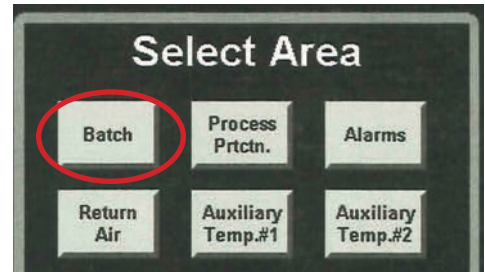 Select Area
Batch
Process
Prtctn.
Alarms
Return
Air
Auxiliary
Temp.#1
Auxiliary
Temp.#2